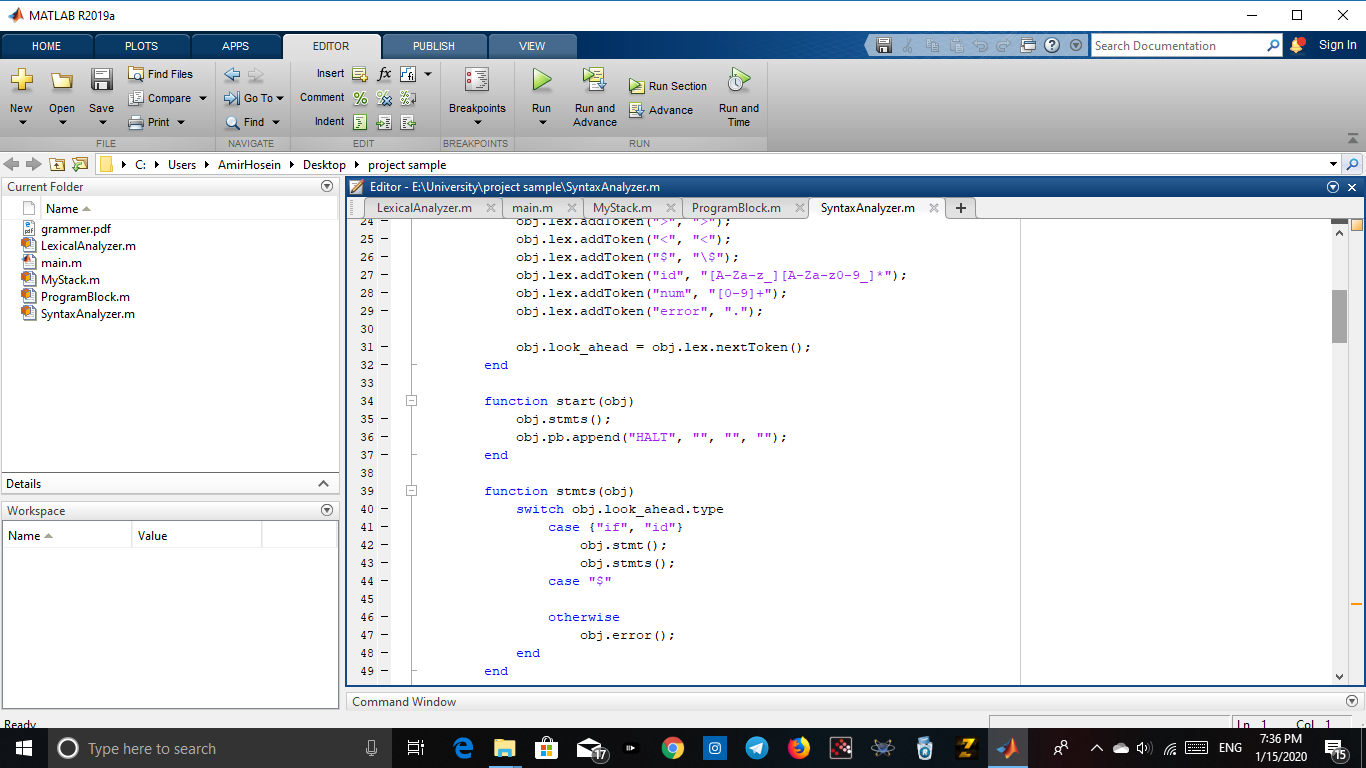 MATLAB R2019a
HOME PLOTS APPS EDITOR PUBLISH VIEW
Search Documentation
Sign In
New
Open
Save
Find Files
Compare
Print
FILE
Go To
Find
NAVIGATE
Insert
Comment
Indent
fx
EDIT
Breakpoints
BREAKPOINTS
Run
Run and
Advance
Run Section
Advance
Run and
Time
RUN
C: Users AmirHosein Desktop project sample
Current Folder
Name
grammer.pdf
LexicalAnalyzer.m
main.m
MyStack.m
ProgramBlock.m
SyntaxAnalyzer.m
Details
Workspace
Name Value
Editor - E:\University\project sample\SyntaxAnalyzer.m
LexicalAnalyzer.m main.m MyStack.m ProgramBlock.m SyntaxAnalyzer.m
24 obj.lex.addToken(">", ">");
25 obj.lex.addToken("<", "<");
26 obj.lex.addToken("$", "\$");
27 obj.lex.addToken("id", "[A-Za-z_][A-Za-z0-9_]*");
28 obj.lex.addToken("num", "[0-9]+");
29 obj.lex.addToken("error", ".");
30
31 obj.look_ahead = obj.lex.nextToken();
32 end
33
34 function start(obj)
35 obj.stmts();
36 obj.pb.append("HALT", "", "", "");
37 end
38
39 function stmts(obj)
40 switch obj.look_ahead.type
41 case {"if", "id"}
42 obj.stmt();
43 obj.stmts();
44 case "$"
45
46 otherwise
47 obj.error();
48 end
49 end
Command Window
Ready
Ln 1 Col 1
Type here to search
17
ENG
7:36 PM
1/15/2020
15